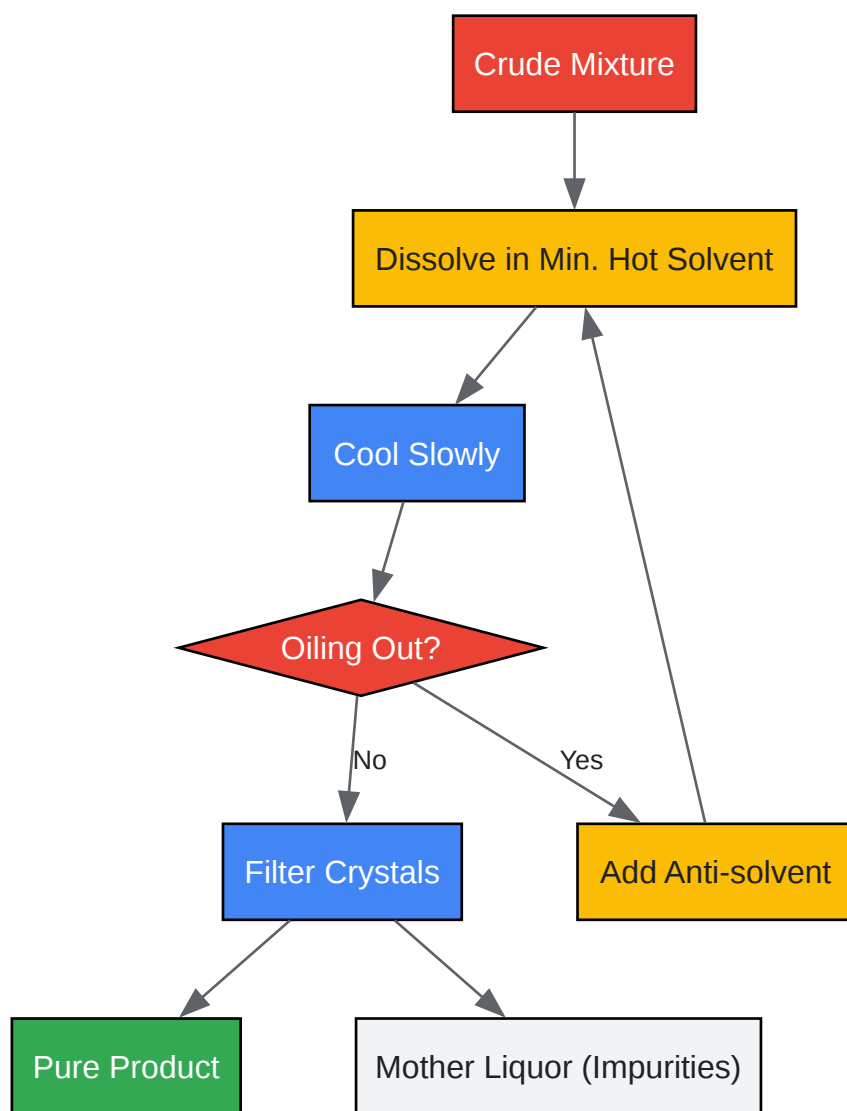 Crude Mixture
Dissolve in Min. Hot Solvent
Cool Slowly
Oiling Out?
No
Yes
Filter Crystals
Add Anti-solvent
Pure Product
Mother Liquor (Impurities)